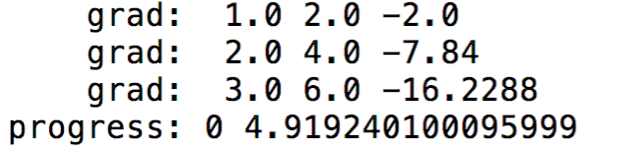 grad:  1.0 2.0 -2.0
grad:  2.0 4.0 -7.84
grad:  3.0 6.0 -16.2288
progress: 0 4.919240100095999